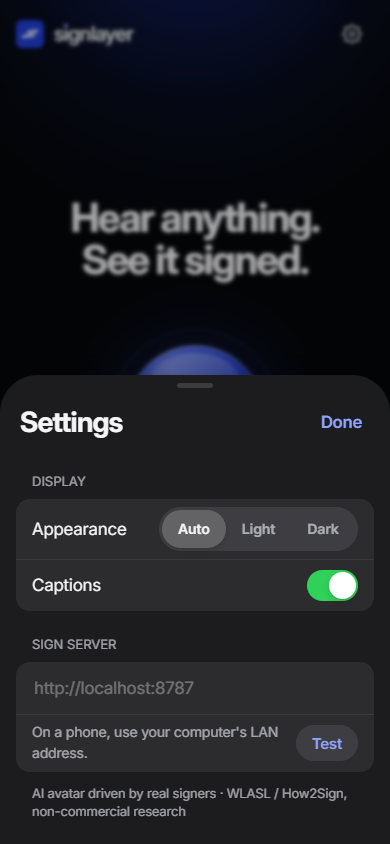 signlayer
Hear anything.
See it signed.
Settings
Done
DISPLAY
Appearance
Auto
Light
Dark
Captions
SIGN SERVER
http://localhost:8787
On a phone, use your computer's LAN
address.
Test
AI avatar driven by real signers · WLASL / How2Sign,
non-commercial research